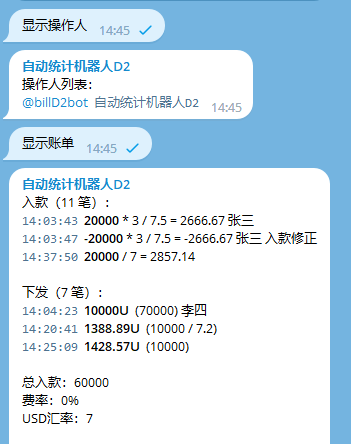 显示操作人 14:45
自动统计机器人D2
操作人列表：
@billD2bot 自动统计机器人D2 14:45
显示账单 14:45
自动统计机器人D2
入款（11 笔）：
14:03:43 20000 * 3 / 7.5 = 2666.67 张三
14:03:47 -20000 * 3 / 7.5 = -2666.67 张三 入款修正
14:37:50 20000 / 7 = 2857.14
下发（7 笔）：
14:04:23 10000U (70000) 李四
14:20:41 1388.89U (10000 / 7.2)
14:25:09 1428.57U (10000)
总入款：60000
费率：0%
USD汇率：7